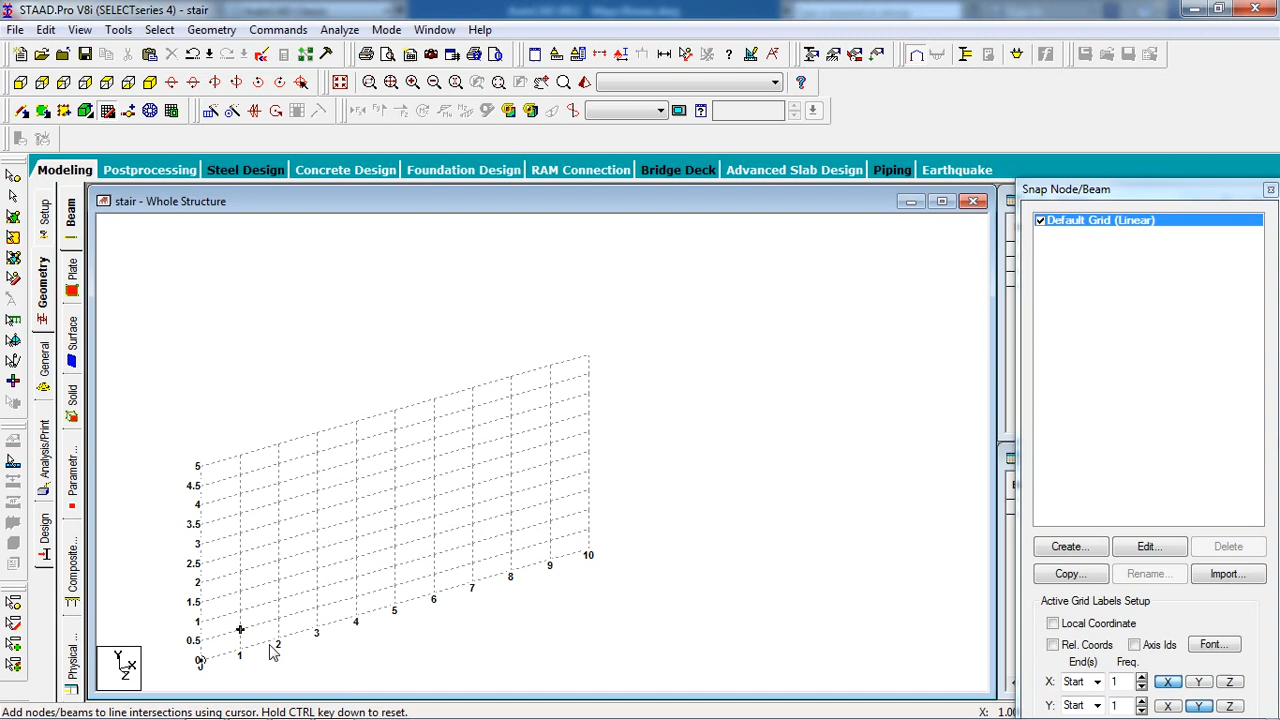 STAAD.Pro V8i (SELECTseries 4) - stair
File Edit View Tools Select Geometry Commands Analyze Mode Window Help
Modeling Postprocessing Steel Design Concrete Design Foundation Design RAM Connection Bridge Deck Advanced Slab Design Piping Earthquake
Setup
Geometry
General
Analysis/Print
Design
Beam
Plate
Surface
Solid
Parametr...
Composite...
Physical ...
stair - Whole Structure
5
4.5
4
3.5
3
2.5
2
1.5
1
0.5
0
0 1 2 3 4 5 6 7 8 9 10
Y
X
Z
Snap Node/Beam
Default Grid (Linear)
Create... Edit... Delete
Copy... Rename... Import...
Active Grid Labels Setup
Local Coordinate
Rel. Coords Axis Ids Font...
End(s) Freq.
X: Start 1 X Y Z
Y: Start 1 X Y Z
Add nodes/beams to line intersections using cursor. Hold CTRL key down to reset.
X: 1.00